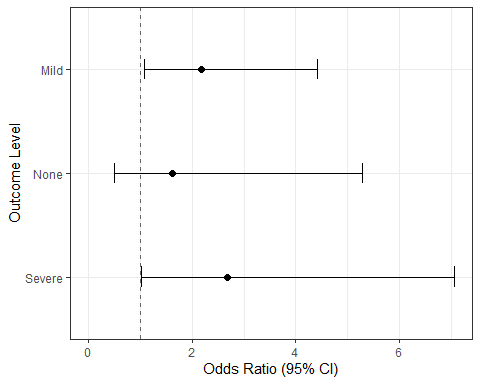 Mild
None
Severe
Outcome Level
0 2 4 6
Odds Ratio (95% CI)